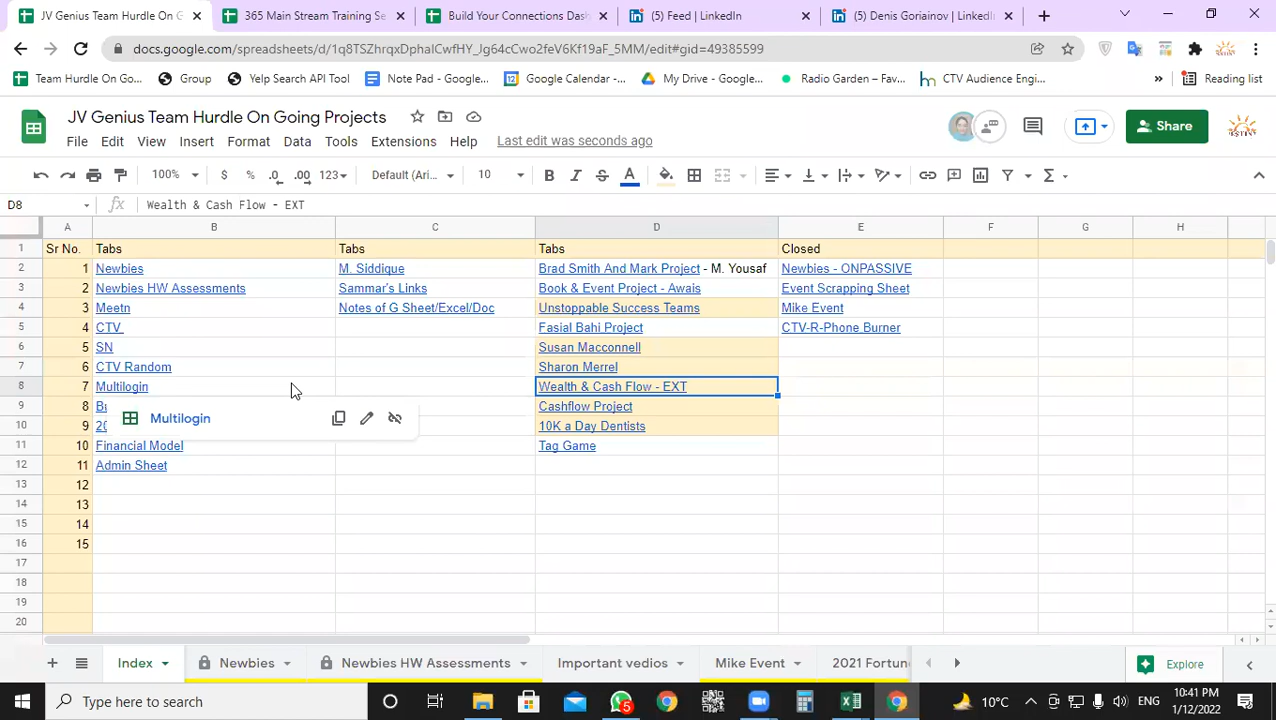 JV Genius Team Hurdle On Going P
365 Main Stream Training Se
Build Your Connections Dash
(5) Feed | LinkedIn
(5) Denis Goriainov | LinkedIn
docs.google.com/spreadsheets/d/1q8TSZhrqxDphalCwfHY_Jg64cCwo2feV6Kf19aF_5MM/edit#gid=49385599
Team Hurdle On Go...
Group
Yelp Search API Tool
Note Pad - Google...
Google Calendar -...
My Drive - Google...
Radio Garden – Fav...
CTV Audience Engi...
»
Reading list
JV Genius Team Hurdle On Going Projects
File Edit View Insert Format Data Tools Extensions Help Last edit was seconds ago
Share
100% $ % .0 .00 123 Default (Ari... 10 B I S A
D8 fx Wealth & Cash Flow - EXT
A B C D E F G H
1 Sr No. Tabs Tabs Tabs Closed
2 1 Newbies M. Siddique Brad Smith And Mark Project - M. Yousaf Newbies - ONPASSIVE
3 2 Newbies HW Assessments Sammar's Links Book & Event Project - Awais Event Scrapping Sheet
4 3 Meetn Notes of G Sheet/Excel/Doc Unstoppable Success Teams Mike Event
5 4 CTV Fasial Bahi Project CTV-R-Phone Burner
6 5 SN Susan Macconnell
7 6 CTV Random Sharon Merrel
8 7 Multilogin Wealth & Cash Flow - EXT
9 8 Multilogin Cashflow Project
10 9 20 10K a Day Dentists
11 10 Financial Model Tag Game
12 11 Admin Sheet
13 12
14 13
15 14
16 15
17
18
19
20
Index Newbies Newbies HW Assessments Important vedios Mike Event 2021 Fortun
Explore
Type here to search
5
10°C
ENG
10:41 PM
1/12/2022